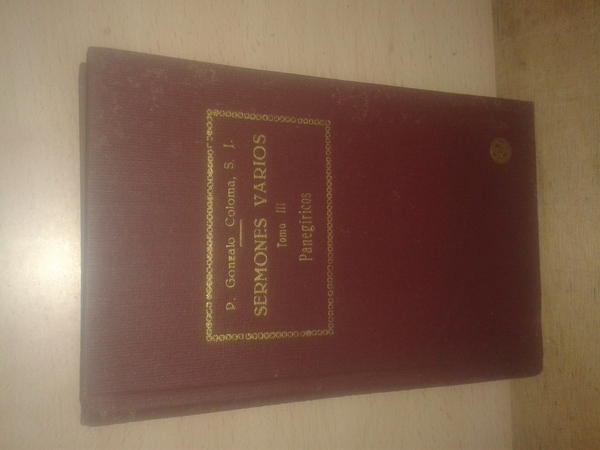 P. Gonzalo Coloma, S. J.
SERMONES VARIOS
Tomo III
Panegíricos